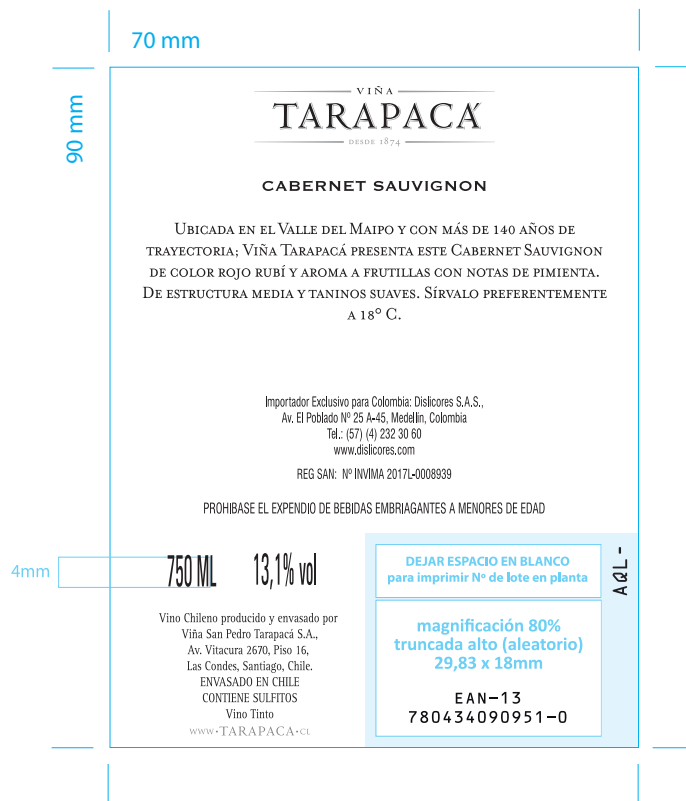 70 mm
90 mm
VIÑA
TARAPACÁ
DESDE 1874
CABERNET SAUVIGNON
UBICADA EN EL VALLE DEL MAIPO Y CON MÁS DE 140 AÑOS DE
TRAYECTORIA; VIÑA TARAPACÁ PRESENTA ESTE CABERNET SAUVIGNON
DE COLOR ROJO RUBÍ Y AROMA A FRUTILLAS CON NOTAS DE PIMIENTA.
DE ESTRUCTURA MEDIA Y TANINOS SUAVES. SÍRVALO PREFERENTEMENTE
A 18° C.
Importador Exclusivo para Colombia: Dislicores S.A.S.,
Av. El Poblado Nº 25 A-45, Medellin, Colombia
Tel.: (57) (4) 232 30 60
www.dislicores.com
REG SAN: Nº INVIMA 2017L-0008939
PROHIBASE EL EXPENDIO DE BEBIDAS EMBRIAGANTES A MENORES DE EDAD
4mm
750 ML 13,1% vol
Vino Chileno producido y envasado por
Viña San Pedro Tarapacá S.A.,
Av. Vitacura 2670, Piso 16,
Las Condes, Santiago, Chile.
ENVASADO EN CHILE
CONTIENE SULFITOS
Vino Tinto
WWW·TARAPACA·CL
DEJAR ESPACIO EN BLANCO
para imprimir Nº de lote en planta
AQL-
magnificación 80%
truncada alto (aleatorio)
29,83 x 18mm
EAN-13
780434090951-0